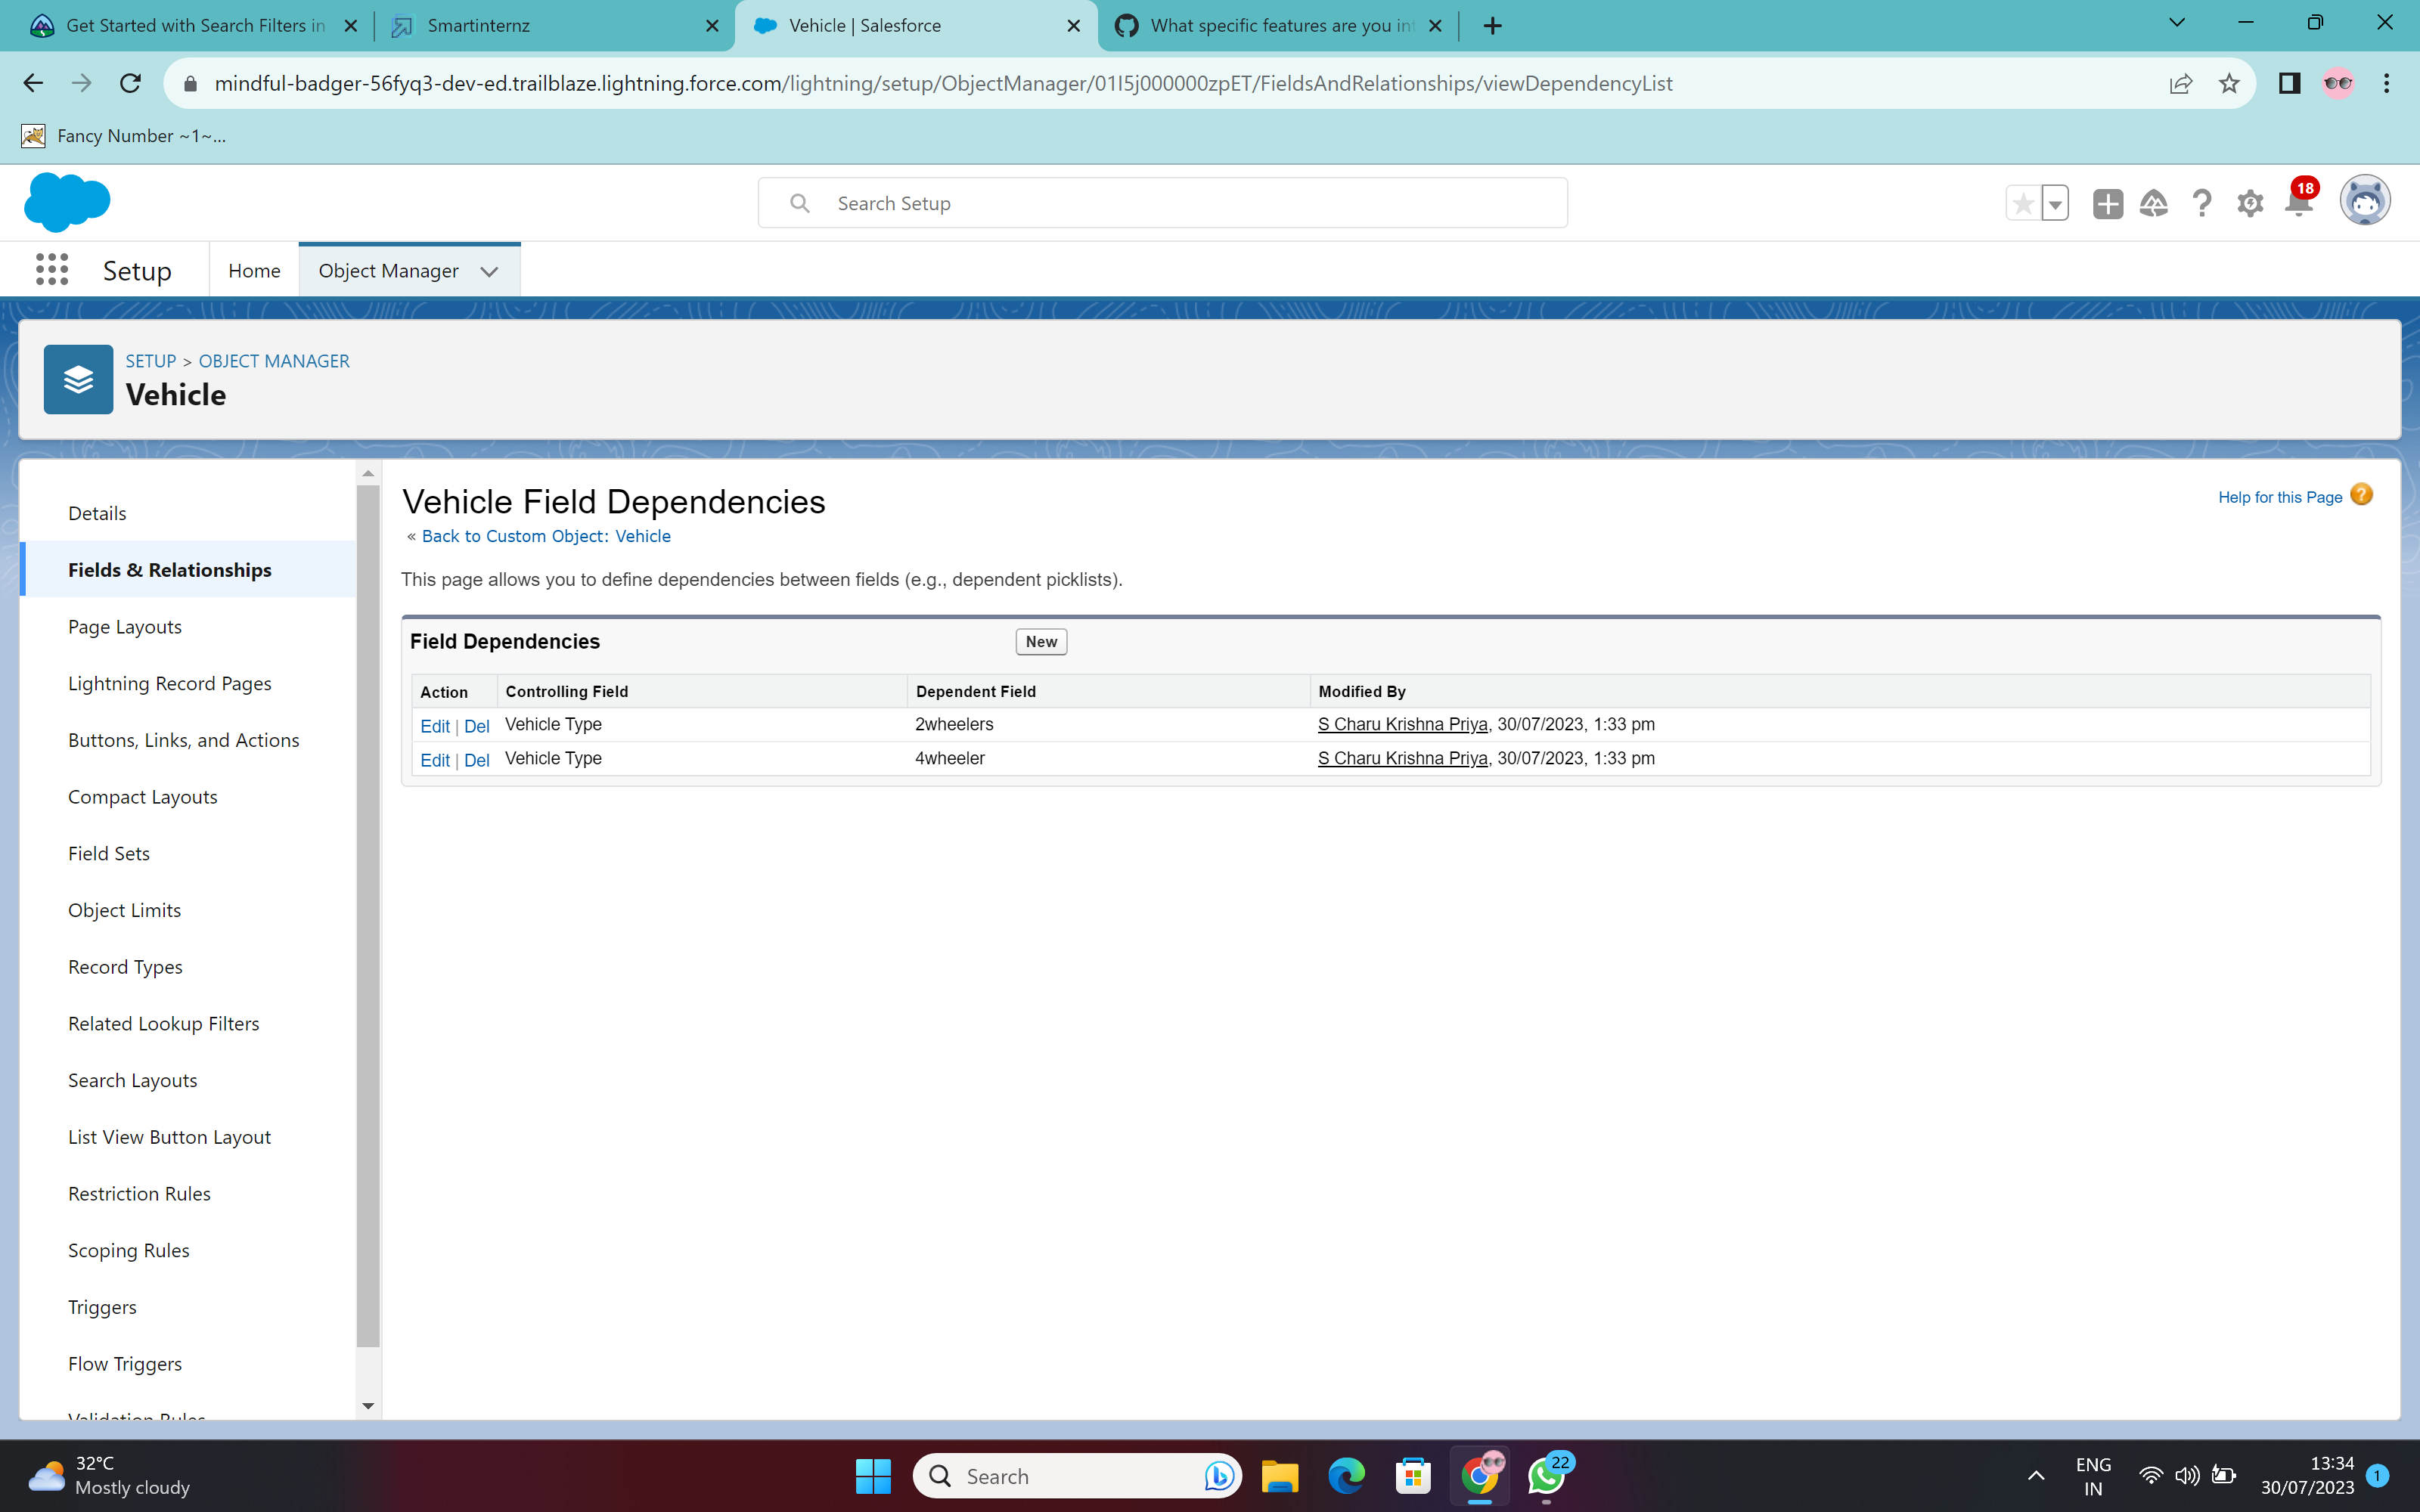 Get Started with Search Filters in
Smartinternz
Vehicle | Salesforce
What specific features are you int
mindful-badger-56fyq3-dev-ed.trailblaze.lightning.force.com/lightning/setup/ObjectManager/01I5j000000zpET/FieldsAndRelationships/viewDependencyList
Fancy Number ~1~...
Search Setup
18
Setup
Home
Object Manager
SETUP > OBJECT MANAGER
Vehicle
Details
Fields & Relationships
Page Layouts
Lightning Record Pages
Buttons, Links, and Actions
Compact Layouts
Field Sets
Object Limits
Record Types
Related Lookup Filters
Search Layouts
List View Button Layout
Restriction Rules
Scoping Rules
Triggers
Flow Triggers
Validation Rules
Vehicle Field Dependencies
Help for this Page ?
« Back to Custom Object: Vehicle
This page allows you to define dependencies between fields (e.g., dependent picklists).
Field Dependencies
New
Action Controlling Field Dependent Field Modified By
Edit | Del Vehicle Type 2wheelers S Charu Krishna Priya, 30/07/2023, 1:33 pm
Edit | Del Vehicle Type 4wheeler S Charu Krishna Priya, 30/07/2023, 1:33 pm
32°C
Mostly cloudy
Search
22
ENG
IN
13:34
30/07/2023
1